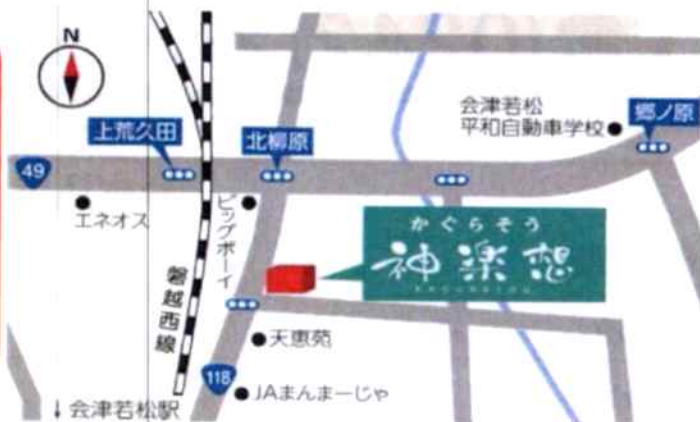 N
会津若松
平和自動車学校
郷ノ原
上荒久田
北柳原
49
エネオス
ビッグボーイ
かぐらそう
神楽想
KAGURASOU
磐越西線
天恵苑
118
JAまんまーじゃ
↓会津若松駅